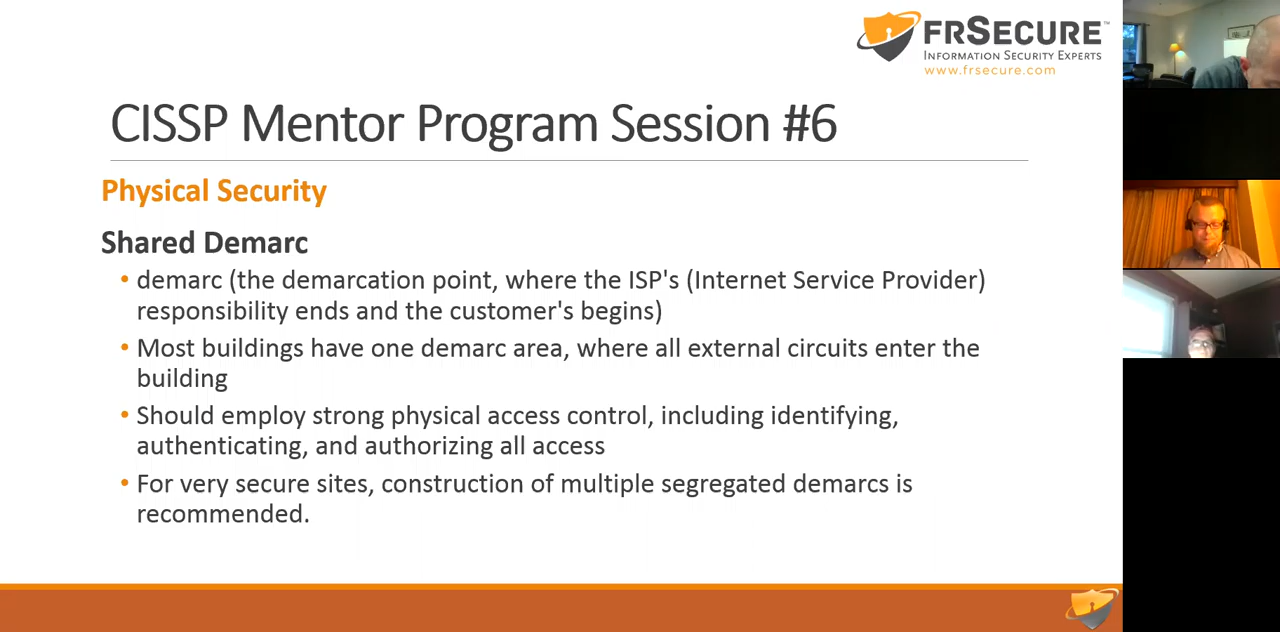 FRSECURE™
INFORMATION SECURITY EXPERTS
www.frsecure.com
CISSP Mentor Program Session #6
Physical Security
Shared Demarc
• demarc (the demarcation point, where the ISP's (Internet Service Provider)
responsibility ends and the customer's begins)
• Most buildings have one demarc area, where all external circuits enter the
building
• Should employ strong physical access control, including identifying,
authenticating, and authorizing all access
• For very secure sites, construction of multiple segregated demarcs is
recommended.